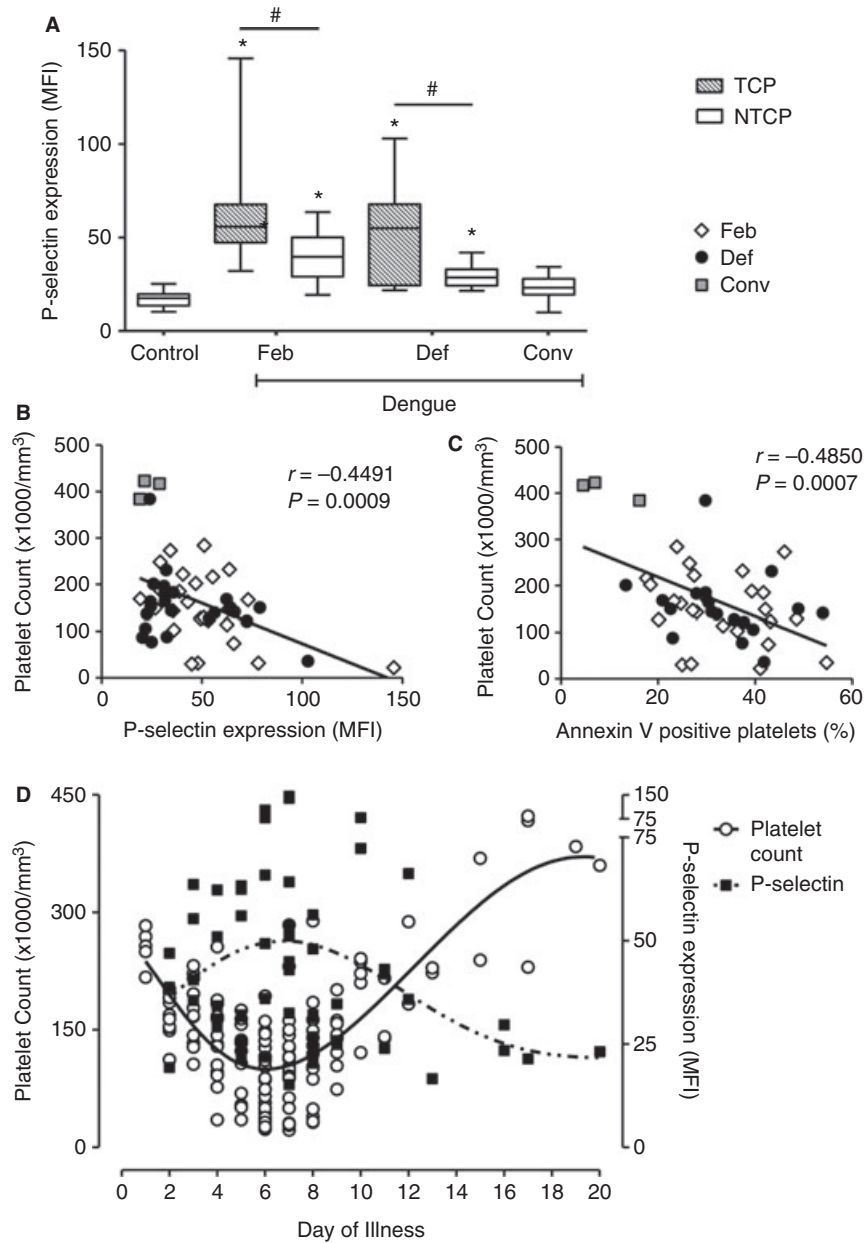 A
#
*
*
#
*
*
*
150
100
50
0
P-selectin expression (MFI)
TCP
NTCP
Feb
Def
Conv
Control
Feb
Def
Conv
Dengue
B
500
400
300
200
100
0
Platelet Count (x1000/mm³)
r = –0.4491
P = 0.0009
0
50
100
150
P-selectin expression (MFI)
C
500
400
300
200
100
0
Platelet Count (x1000/mm³)
r = –0.4850
P = 0.0007
0
20
40
60
Annexin V positive platelets (%)
D
450
300
150
0
Platelet Count (x1000/mm³)
150
75
75
50
25
0
P-selectin expression (MFI)
Platelet
count
P-selectin
0
2
4
6
8
10
12
14
16
18
20
Day of Illness